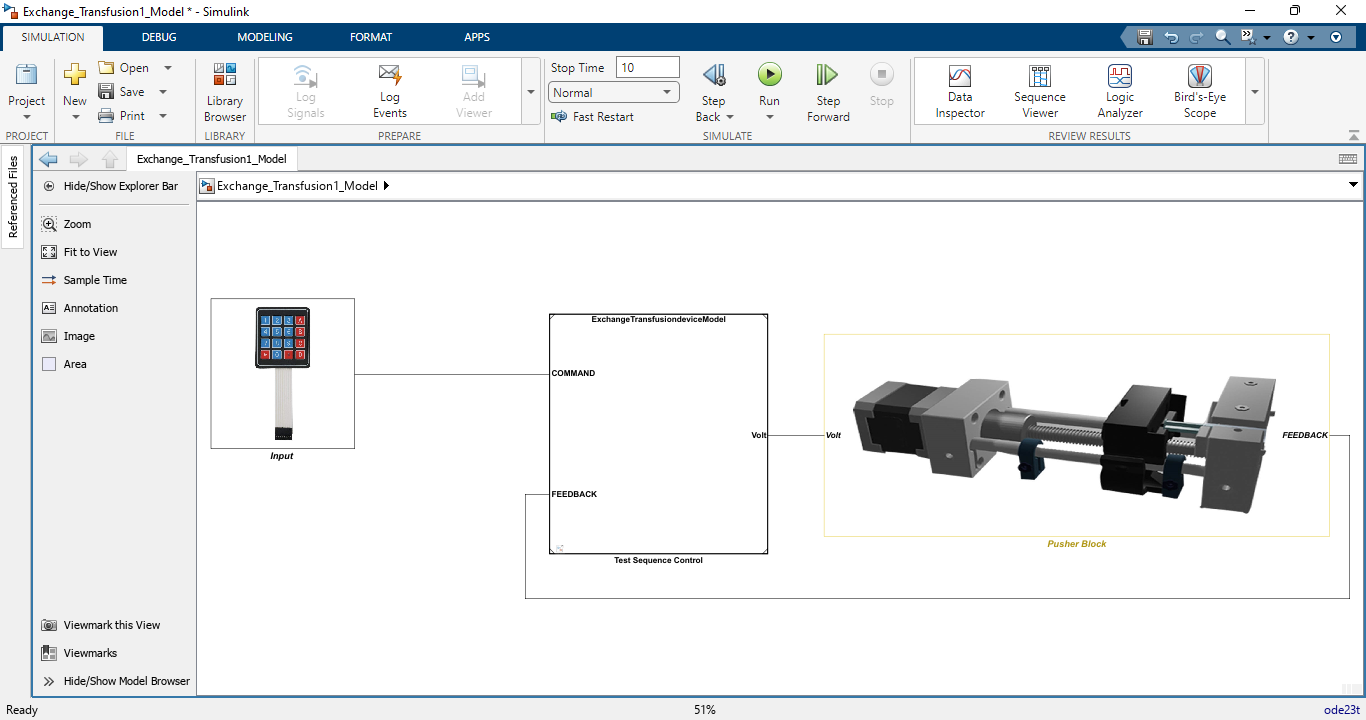 Exchange_Transfusion1_Model * - Simulink
SIMULATION DEBUG MODELING FORMAT APPS
Project
New
Open
Save
Print
Library Browser
Log Signals
Log Events
Add Viewer
Stop Time 10
Normal
Fast Restart
Step Back
Run
Step Forward
Stop
Data Inspector
Sequence Viewer
Logic Analyzer
Bird's-Eye Scope
PROJECT FILE LIBRARY PREPARE SIMULATE REVIEW RESULTS
Referenced Files
Exchange_Transfusion1_Model
Hide/Show Explorer Bar
Exchange_Transfusion1_Model
Zoom
Fit to View
Sample Time
Annotation
Image
Area
Input
ExchangeTransfusiondeviceModel
COMMAND
Volt
FEEDBACK
Test Sequence Control
Volt
FEEDBACK
Pusher Block
Viewmark this View
Viewmarks
Hide/Show Model Browser
Ready
51%
ode23t